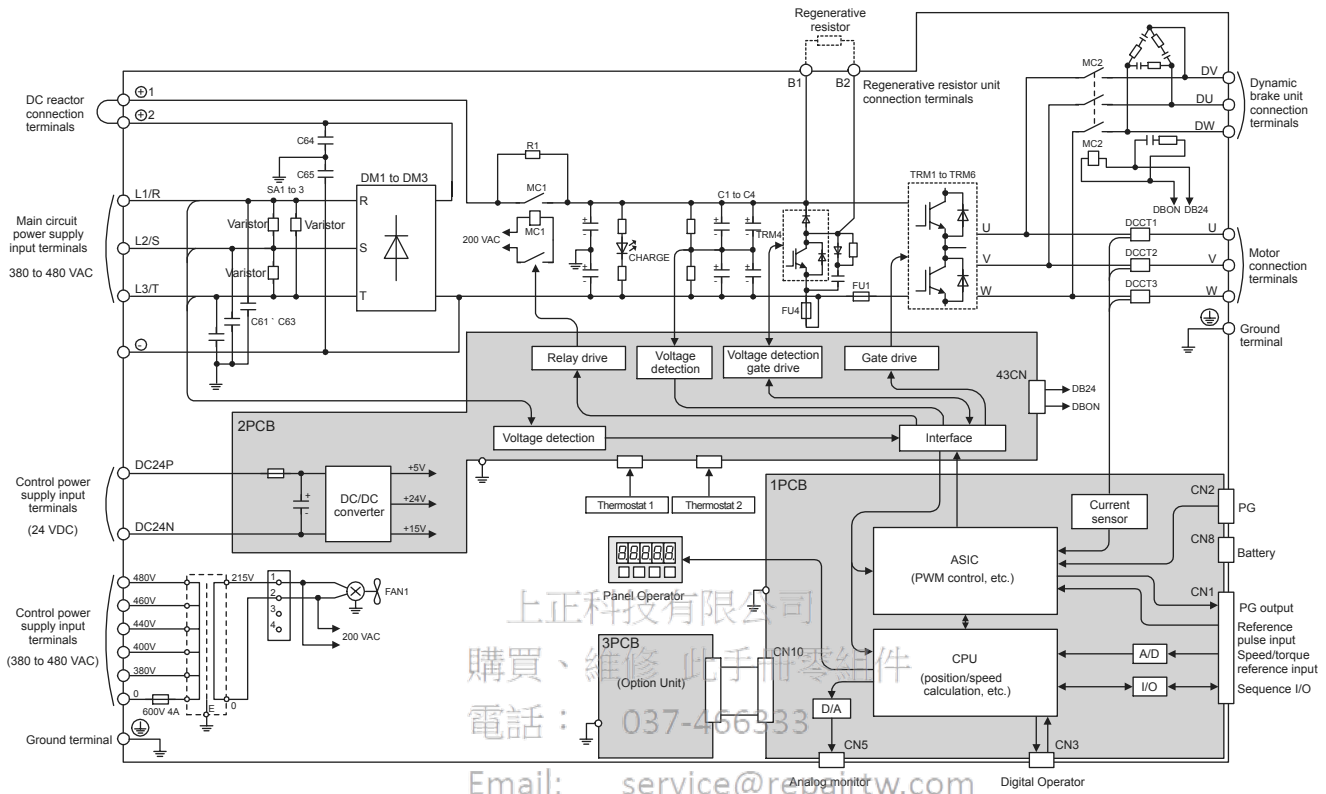 Regenerative
resistor
B1
B2
Regenerative resistor unit
connection terminals
MC2
DV
DU
DW
Dynamic
brake unit
connection
terminals
MC2
DBON DB24
DC reactor
connection
terminals
⊕1
⊕2
C64
C65
R1
MC1
MC1
200 VAC
CHARGE
C1 to C4
TRM4
FU4
FU1
TRM1 to TRM6
DM1 to DM3
R
S
T
Main circuit
power supply
input terminals
380 to 480 VAC
L1/R
L2/S
L3/T
SA1 to 3
Varistor
Varistor
Varistor
C61 ` C63
⊖
U
V
W
DCCT1
DCCT2
DCCT3
U
V
W
Motor
connection
terminals
Ground
terminal
2PCB
Relay drive
Voltage
detection
Voltage detection
gate drive
Gate drive
43CN
DB24
DBON
Voltage detection
Interface
Control power
supply input
terminals
(24 VDC)
DC24P
DC24N
DC/DC
converter
+5V
+24V
+15V
Thermostat 1
Thermostat 2
1PCB
Current
sensor
CN2
PG
CN8
Battery
ASIC
(PWM control, etc.)
CN1
PG output
Reference
pulse input
Speed/torque
reference input
Sequence I/O
A/D
I/O
CPU
(position/speed
calculation, etc.)
D/A
CN10
CN5
Analog monitor
CN3
Digital Operator
88888
Panel Operator
3PCB
(Option Unit)
Control power
supply input
terminals
(380 to 480 VAC)
480V
460V
440V
400V
380V
0
600V 4A
E
0
215V
1
2
3
4
FAN1
200 VAC
Ground terminal
上正科技有限公司
購買、維修 此手冊零組件
電話： 037-466333
Email: service@repairtw.com